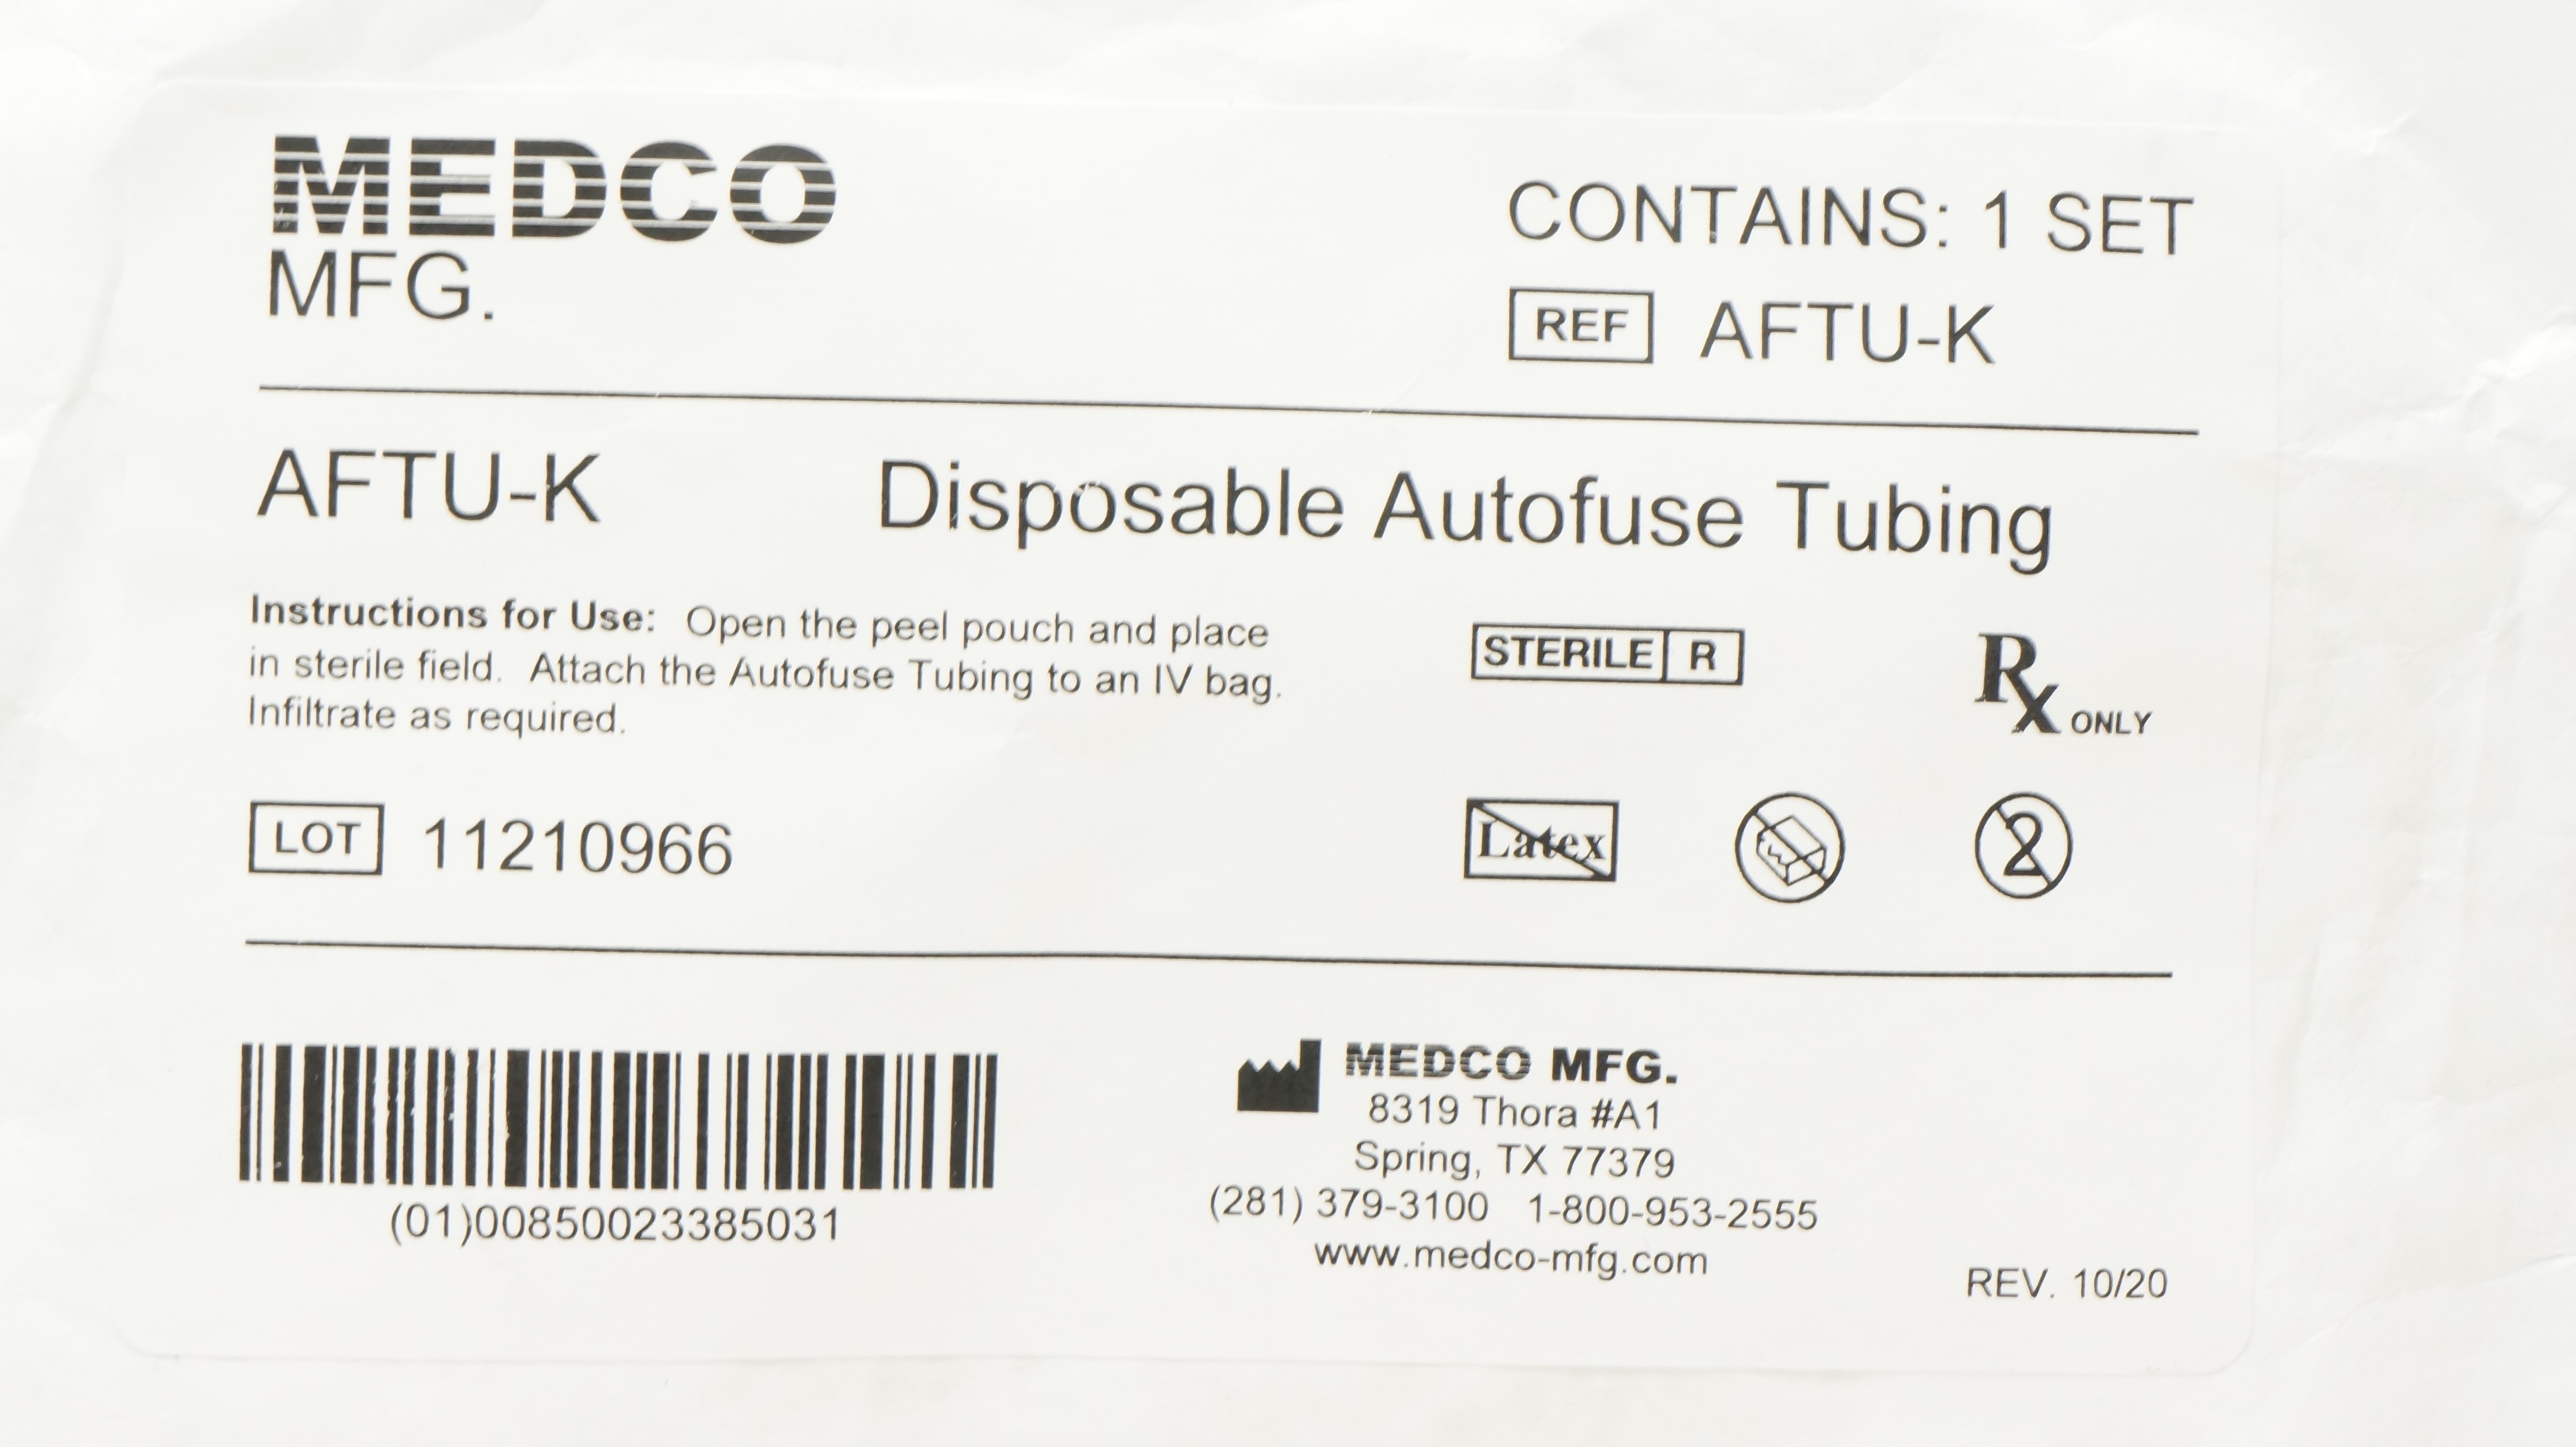 MEDCO
MFG.
CONTAINS: 1 SET
REF AFTU-K
AFTU-K Disposable Autofuse Tubing
Instructions for Use: Open the peel pouch and place
in sterile field. Attach the Autofuse Tubing to an IV bag.
Infiltrate as required.
STERILE R
Rx ONLY
LOT 11210966
Latex
2
(01)00850023385031
MEDCO MFG.
8319 Thora #A1
Spring, TX 77379
(281) 379-3100 1-800-953-2555
www.medco-mfg.com
REV. 10/20